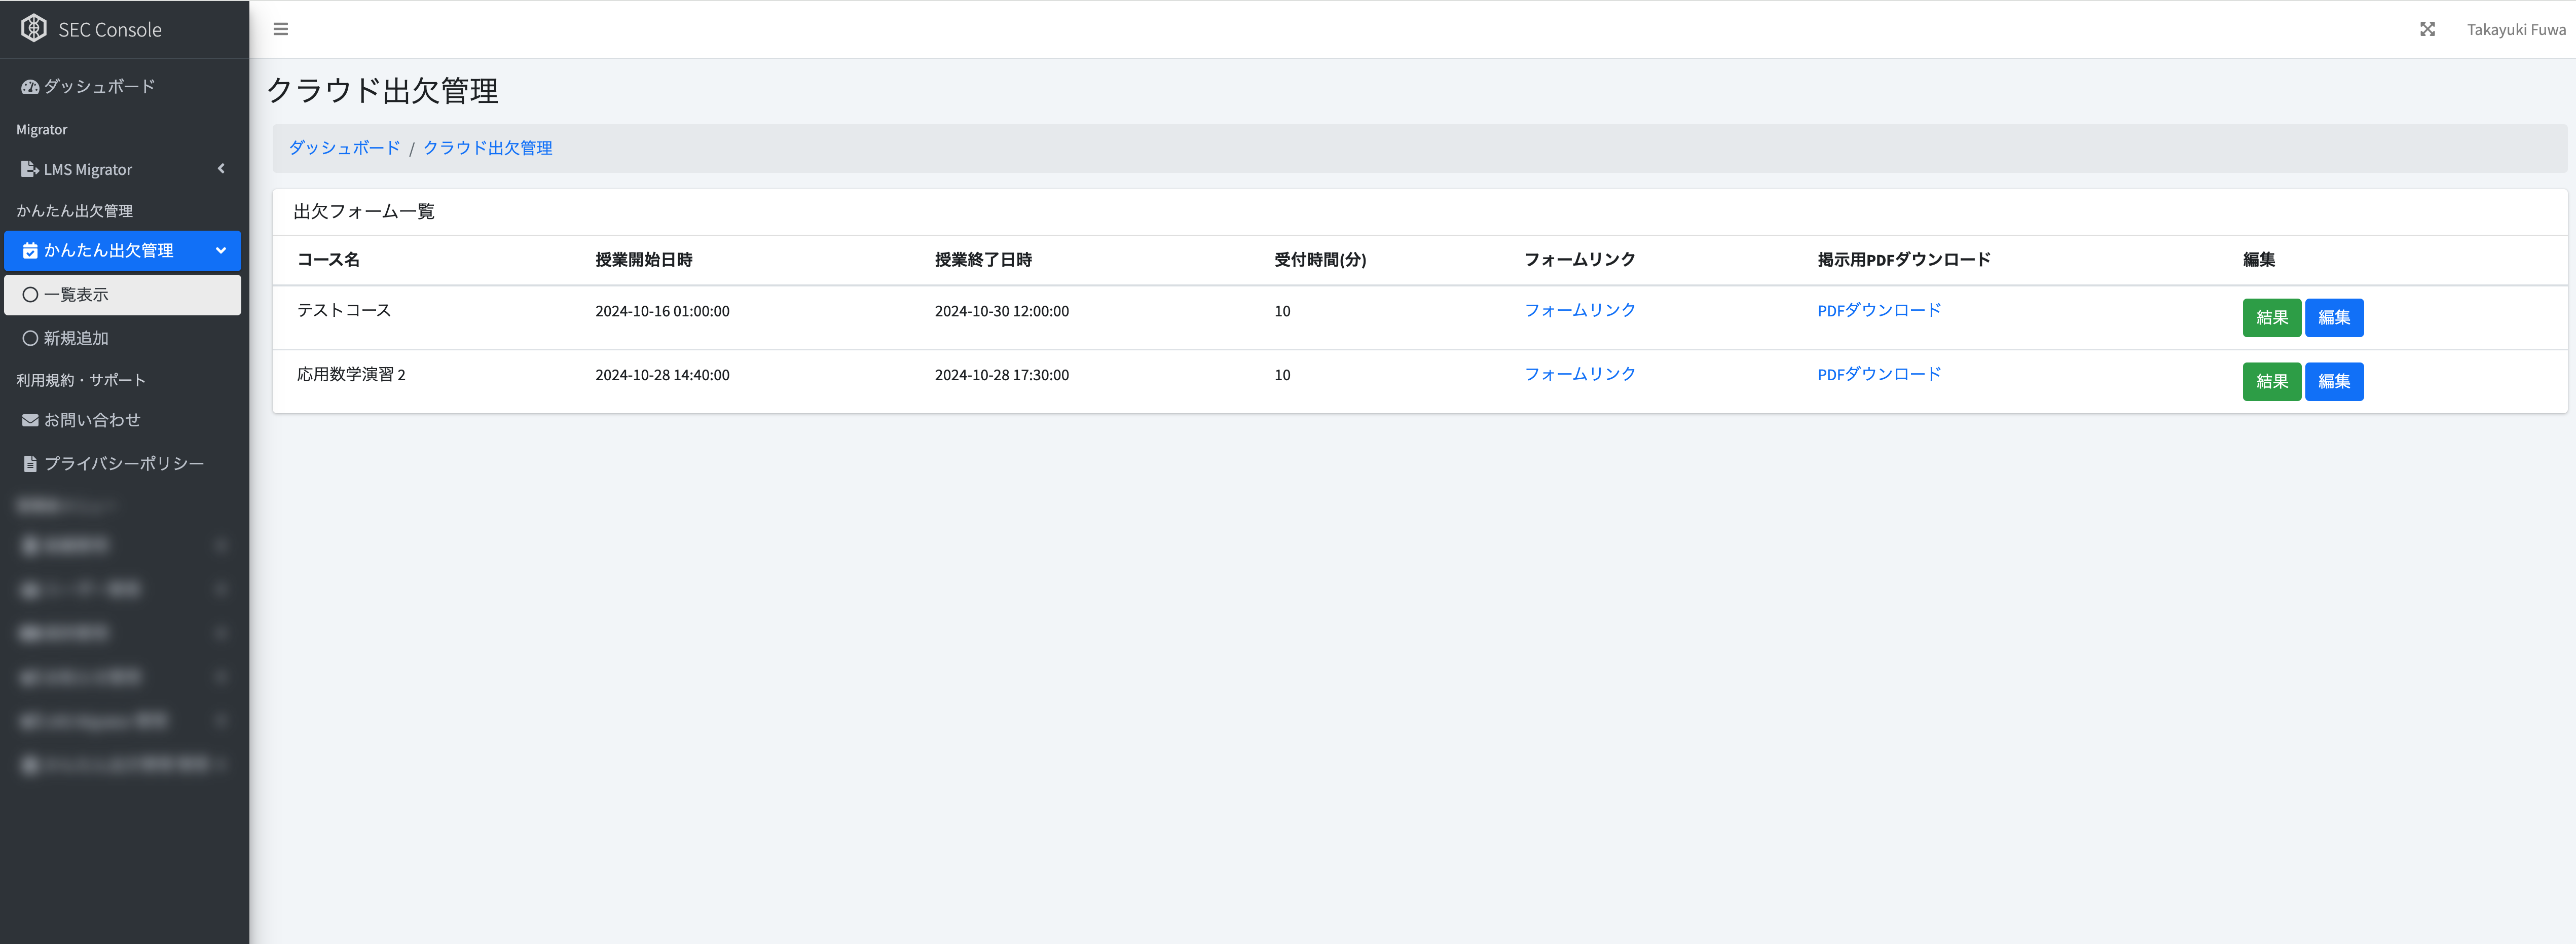 SEC Console
Takayuki Fuwa
ダッシュボード
Migrator
LMS Migrator
かんたん出欠管理
かんたん出欠管理
一覧表示
新規追加
利用規約・サポート
お問い合わせ
プライバシーポリシー
クラウド出欠管理
ダッシュボード / クラウド出欠管理
出欠フォーム一覧
コース名 授業開始日時 授業終了日時 受付時間(分) フォームリンク 掲示用PDFダウンロード 編集
テストコース 2024-10-16 01:00:00 2024-10-30 12:00:00 10 フォームリンク PDFダウンロード 結果 編集
応用数学演習 2 2024-10-28 14:40:00 2024-10-28 17:30:00 10 フォームリンク PDFダウンロード 結果 編集